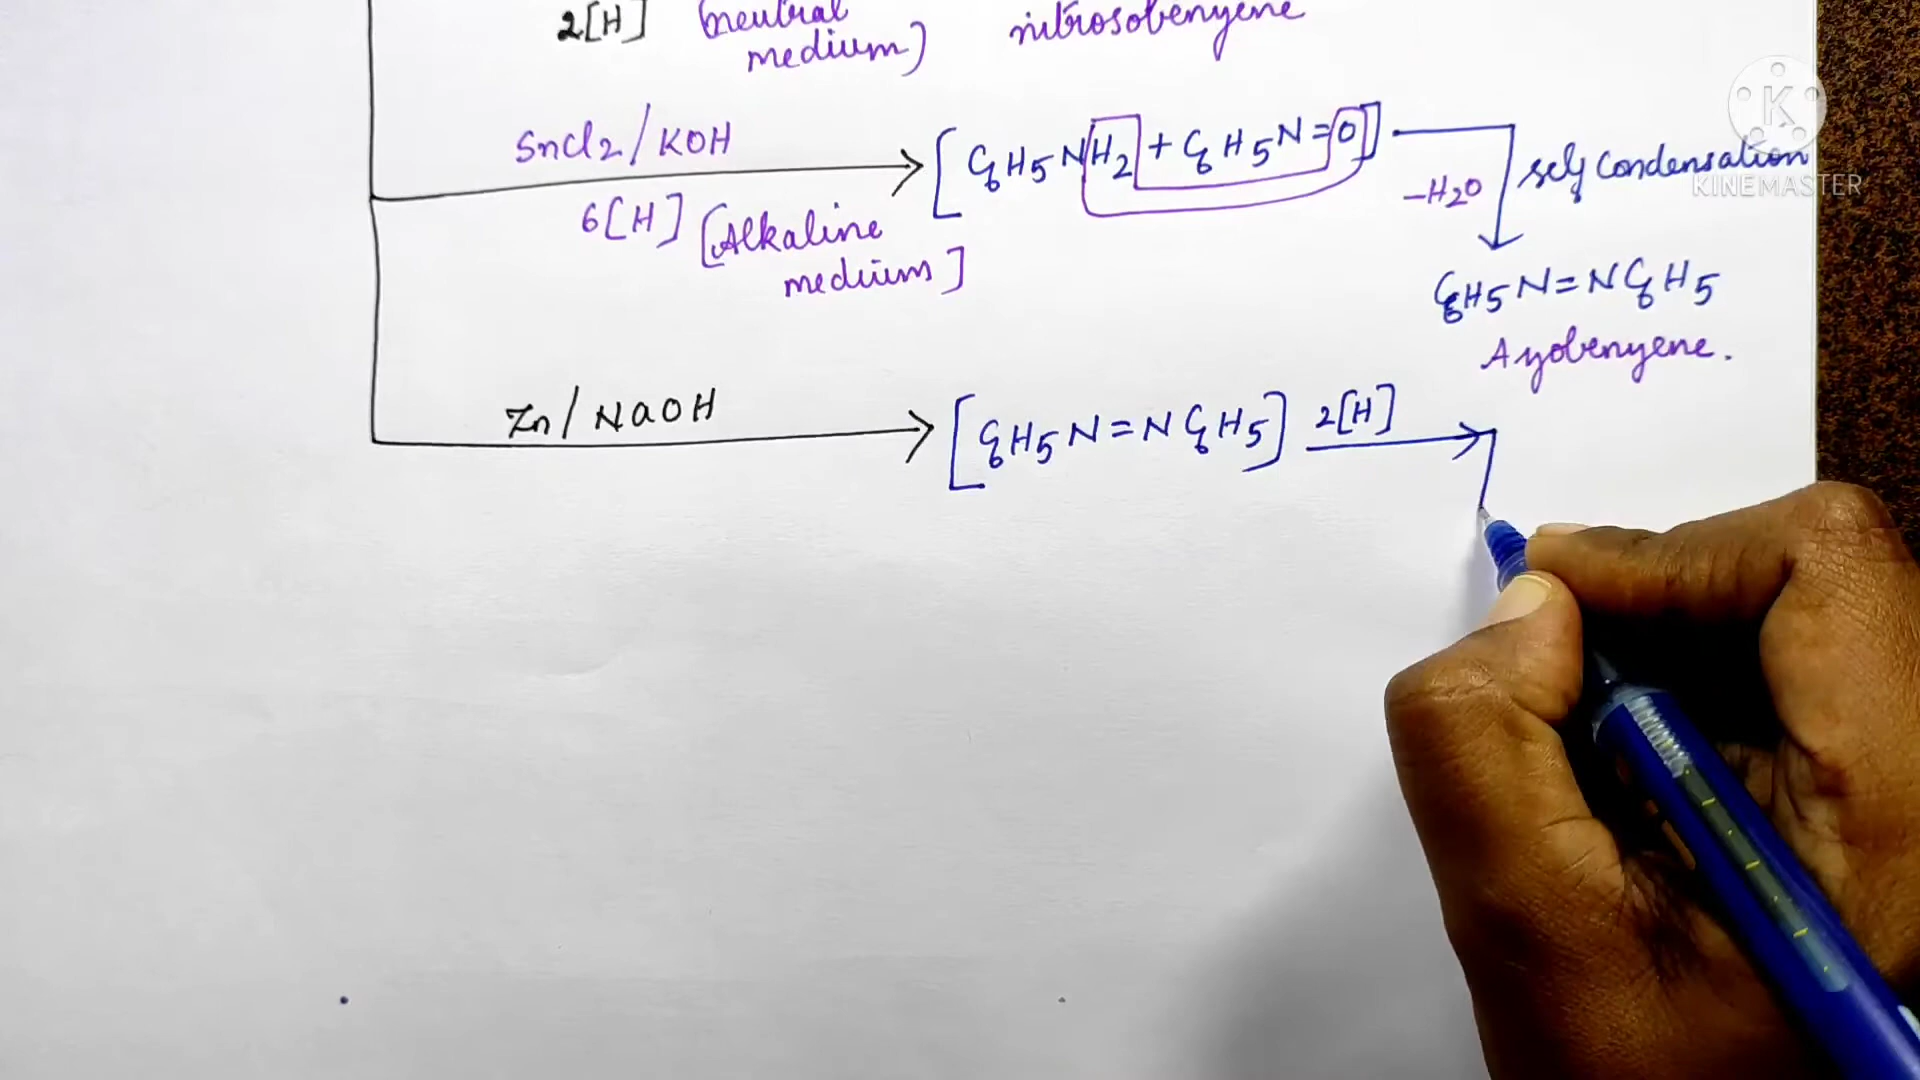 2[H] (neutral nitrosobenzene
medium)
SnCl2/KOH [C6H5NH2 + C6H5N=O]
-H2O self Condensation
6[H] [Alkaline
medium]
C6H5N=NC6H5
Azobenzene.
Zn/NaOH [C6H5N=NC6H5] 2[H]
K
KINEMASTER